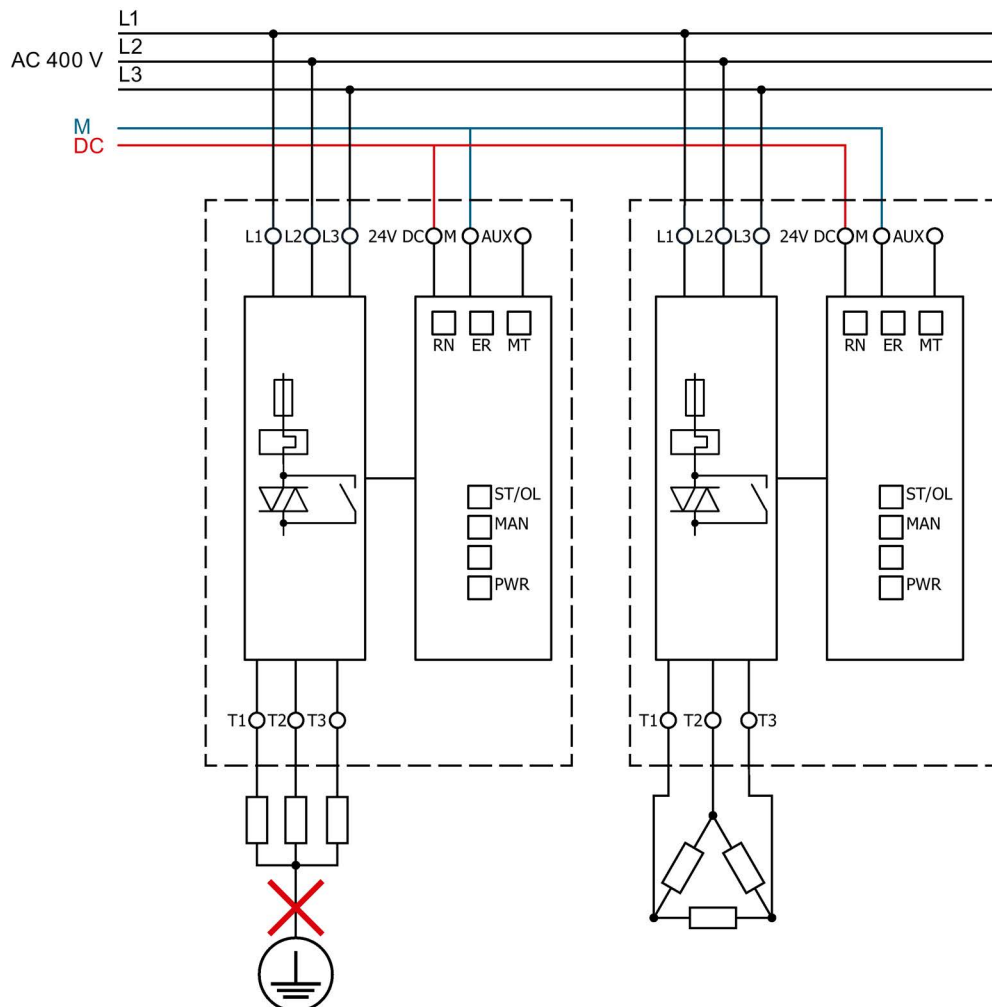 L1
AC 400 V L2
L3
M
DC
L1 L2 L3 24V DC M AUX L1 L2 L3 24V DC M AUX
RN ER MT RN ER MT
ST/OL ST/OL
MAN MAN
PWR PWR
T1 T2 T3 T1 T2 T3